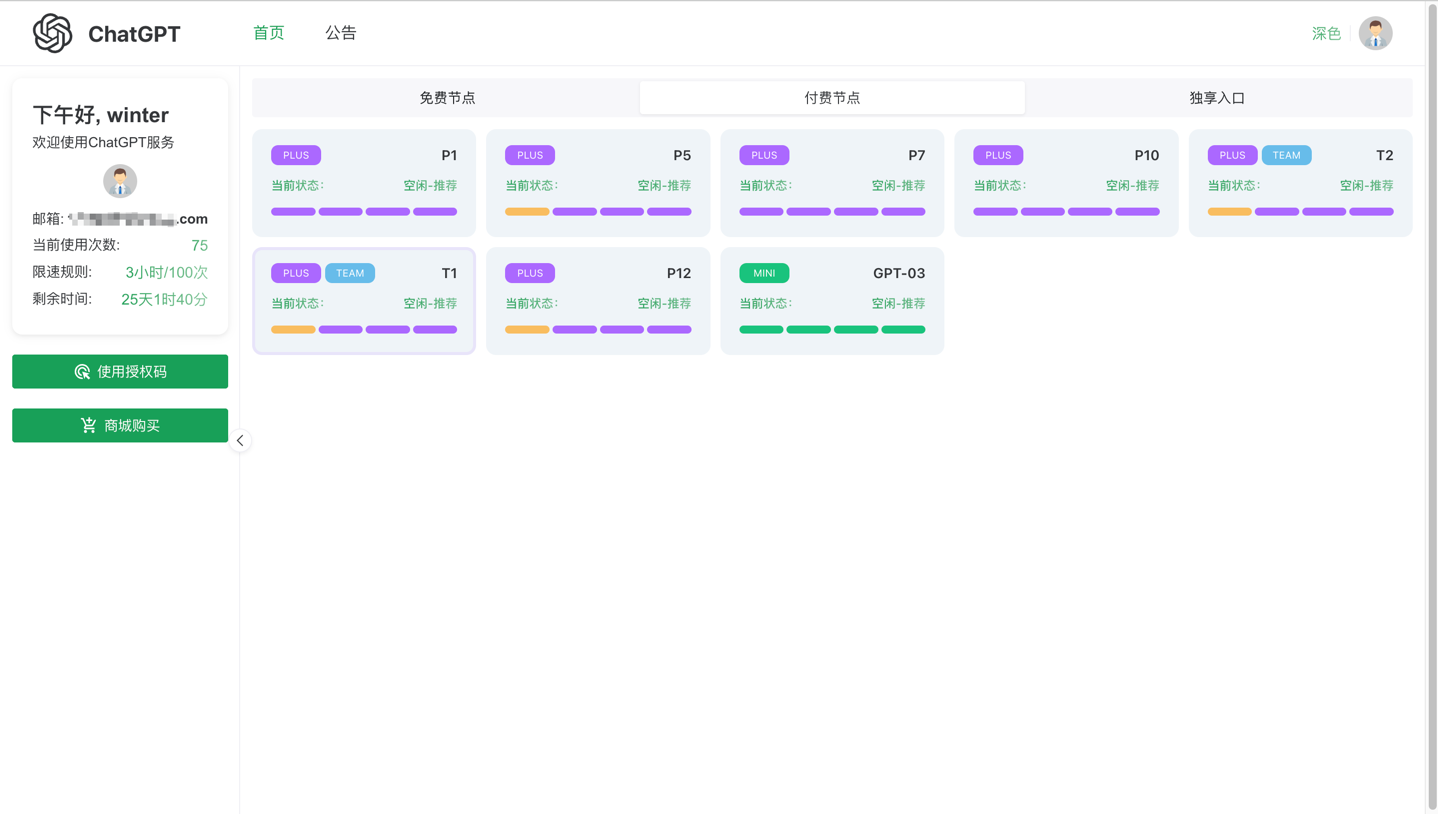 ChatGPT
首页
公告
深色
下午好, winter
欢迎使用ChatGPT服务
邮箱: .com
当前使用次数: 75
限速规则: 3小时/100次
剩余时间: 25天1时40分
使用授权码
商城购买
免费节点
付费节点
独享入口
PLUS P1
当前状态: 空闲-推荐
PLUS P5
当前状态: 空闲-推荐
PLUS P7
当前状态: 空闲-推荐
PLUS P10
当前状态: 空闲-推荐
PLUS TEAM T2
当前状态: 空闲-推荐
PLUS TEAM T1
当前状态: 空闲-推荐
PLUS P12
当前状态: 空闲-推荐
MINI GPT-03
当前状态: 空闲-推荐